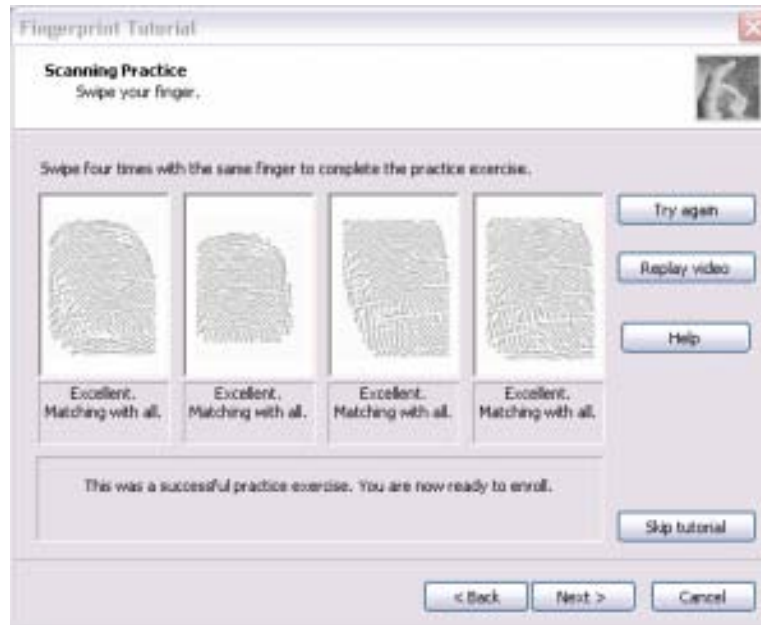 Fingerprint Tutorial
Scanning Practice
Swipe your finger.
Swipe four times with the same finger to complete the practice exercise.
Try again
Replay video
Help
Excellent.
Matching with all.
Excellent.
Matching with all.
Excellent.
Matching with all.
Excellent.
Matching with all.
This was a successful practice exercise. You are now ready to enroll.
Skip tutorial
< Back
Next >
Cancel